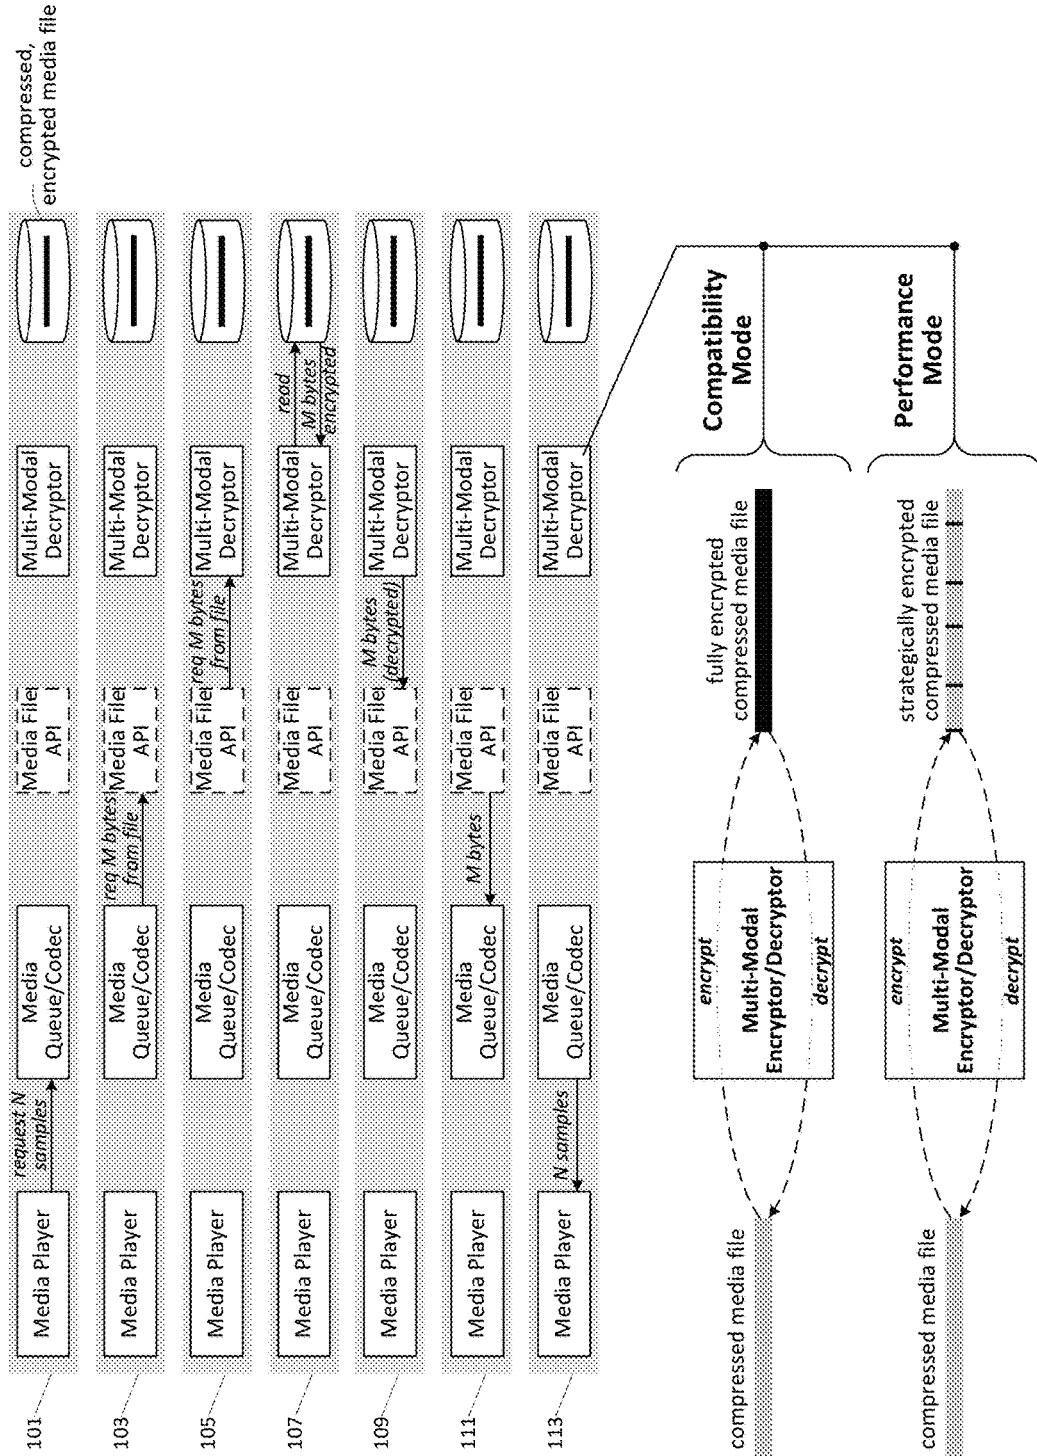 compressed,
encrypted media file
101
Media Player
request N
samples
Media
Queue/Codec
Media File
API
Multi-Modal
Decryptor
103
Media Player
Media
Queue/Codec
req M bytes
from file
Media File
API
Multi-Modal
Decryptor
105
Media Player
Media
Queue/Codec
Media File
API
req M bytes
from file
Multi-Modal
Decryptor
107
Media Player
Media
Queue/Codec
Media File
API
Multi-Modal
Decryptor
read
M bytes
encrypted
109
Media Player
Media
Queue/Codec
Media File
API
M bytes
(decrypted)
Multi-Modal
Decryptor
111
Media Player
Media
Queue/Codec
M bytes
Media File
API
Multi-Modal
Decryptor
113
Media Player
N samples
Media
Queue/Codec
Media File
API
Multi-Modal
Decryptor
compressed media file
encrypt
Multi-Modal
Encryptor/Decryptor
decrypt
fully encrypted
compressed media file
Compatibility
Mode
compressed media file
encrypt
Multi-Modal
Encryptor/Decryptor
decrypt
strategically encrypted
compressed media file
Performance
Mode